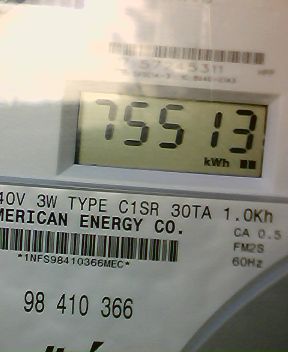 75513
kWh
40V 3W TYPE C1SR 30TA 1.0Kh
MERICAN ENERGY CO.
CA 0.5
FM2S
60Hz
*1NFS98410366MEC*
98 410 366